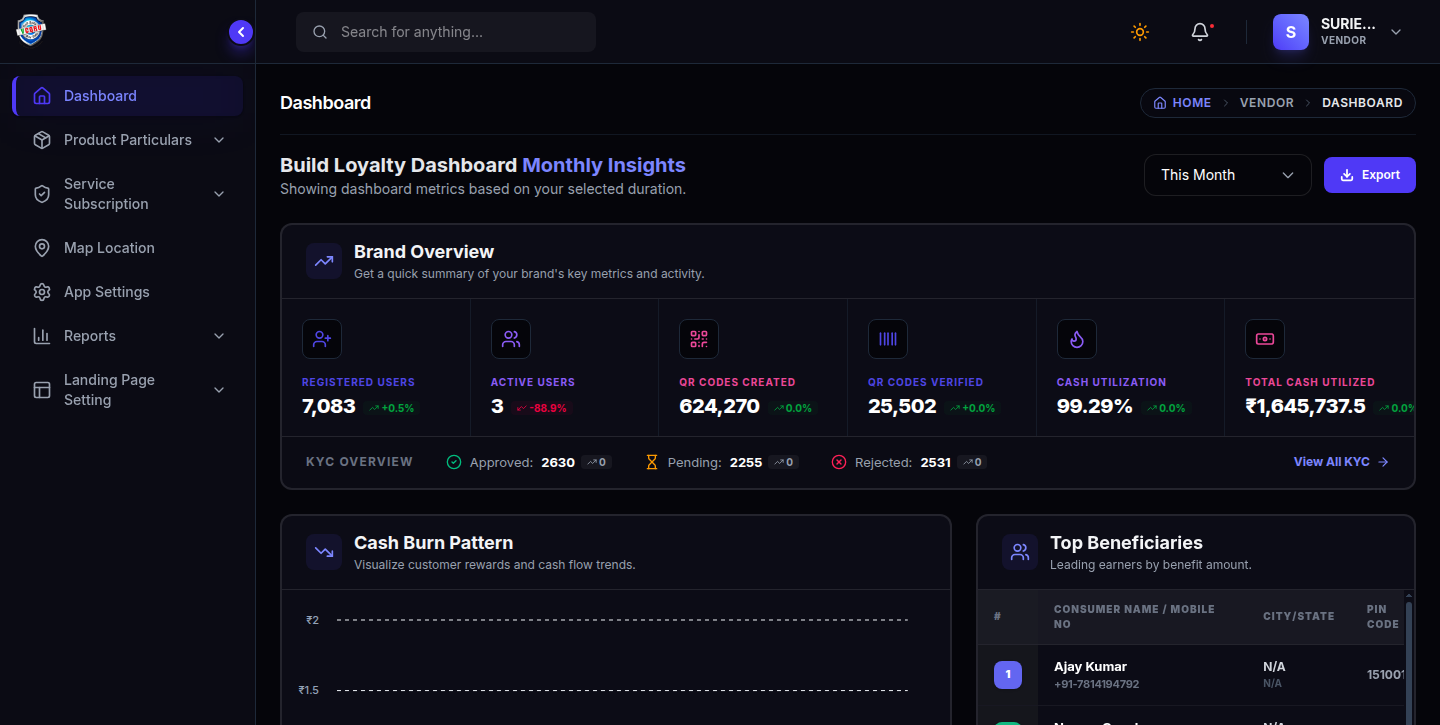 Search for anything...
S
SURIE...
VENDOR
Dashboard
Product Particulars
Service
Subscription
Map Location
App Settings
Reports
Landing Page
Setting
Dashboard
HOME > VENDOR > DASHBOARD
Build Loyalty Dashboard Monthly Insights
Showing dashboard metrics based on your selected duration.
This Month
Export
Brand Overview
Get a quick summary of your brand's key metrics and activity.
REGISTERED USERS
7,083 +0.5%
ACTIVE USERS
3 -88.9%
QR CODES CREATED
624,270 0.0%
QR CODES VERIFIED
25,502 +0.0%
CASH UTILIZATION
99.29% 0.0%
TOTAL CASH UTILIZED
₹1,645,737.5 0.0%
KYC OVERVIEW Approved: 2630 0 Pending: 2255 0 Rejected: 2531 0 View All KYC
Cash Burn Pattern
Visualize customer rewards and cash flow trends.
₹2
₹1.5
Top Beneficiaries
Leading earners by benefit amount.
# CONSUMER NAME / MOBILE NO CITY/STATE PIN CODE
1 Ajay Kumar N/A 151001
+91-7814194792 N/A